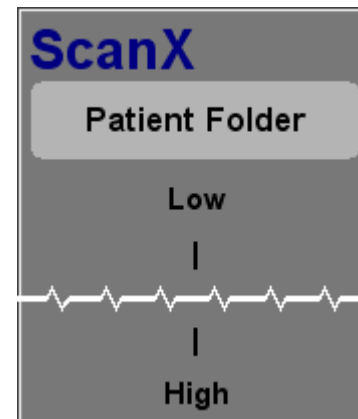 ScanX
Patient Folder
Low
|
|
High